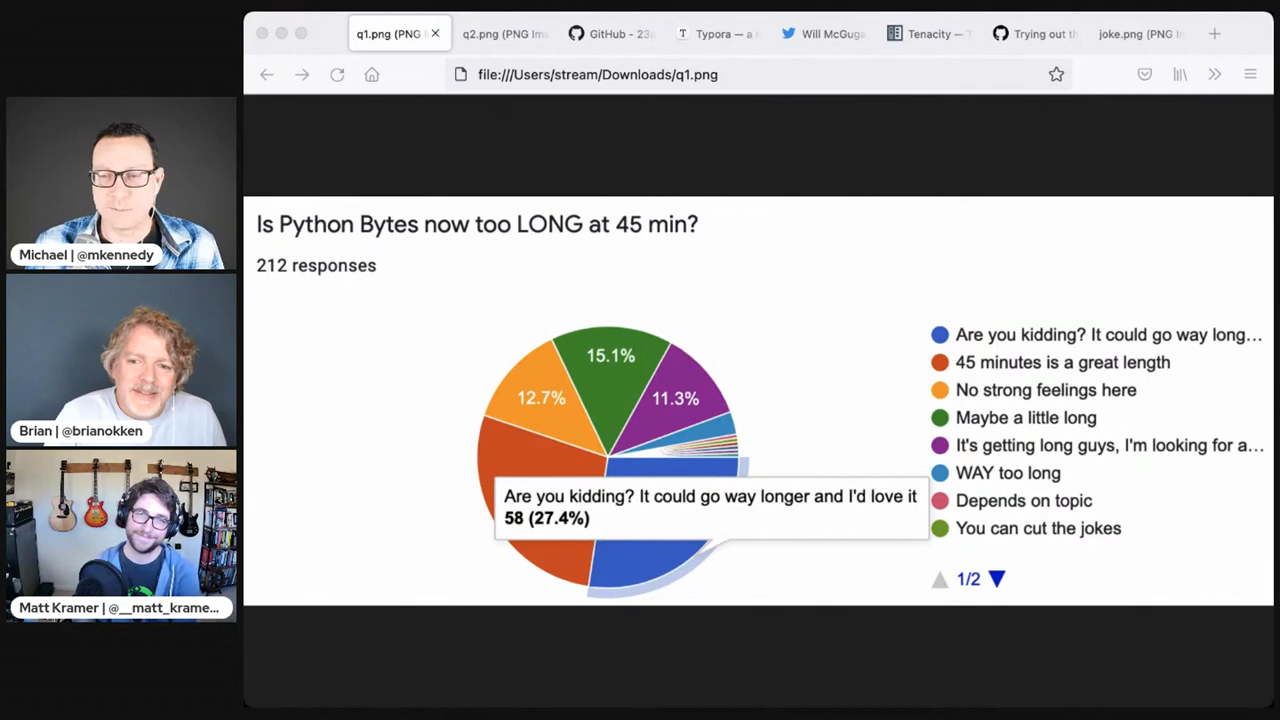 q1.png (PNG I
q2.png (PNG Ima
GitHub - 23a
T Typora — a n
Will McGuga
Tenacity — T
Trying out th
joke.png (PNG I
file:///Users/stream/Downloads/q1.png
Is Python Bytes now too LONG at 45 min?
212 responses
Michael | @mkennedy
Brian | @brianokken
Matt Kramer | @__matt_krame...
15.1%
12.7%
11.3%
Are you kidding? It could go way longer and I'd love it
58 (27.4%)
Are you kidding? It could go way long...
45 minutes is a great length
No strong feelings here
Maybe a little long
It's getting long guys, I'm looking for a...
WAY too long
Depends on topic
You can cut the jokes
1/2